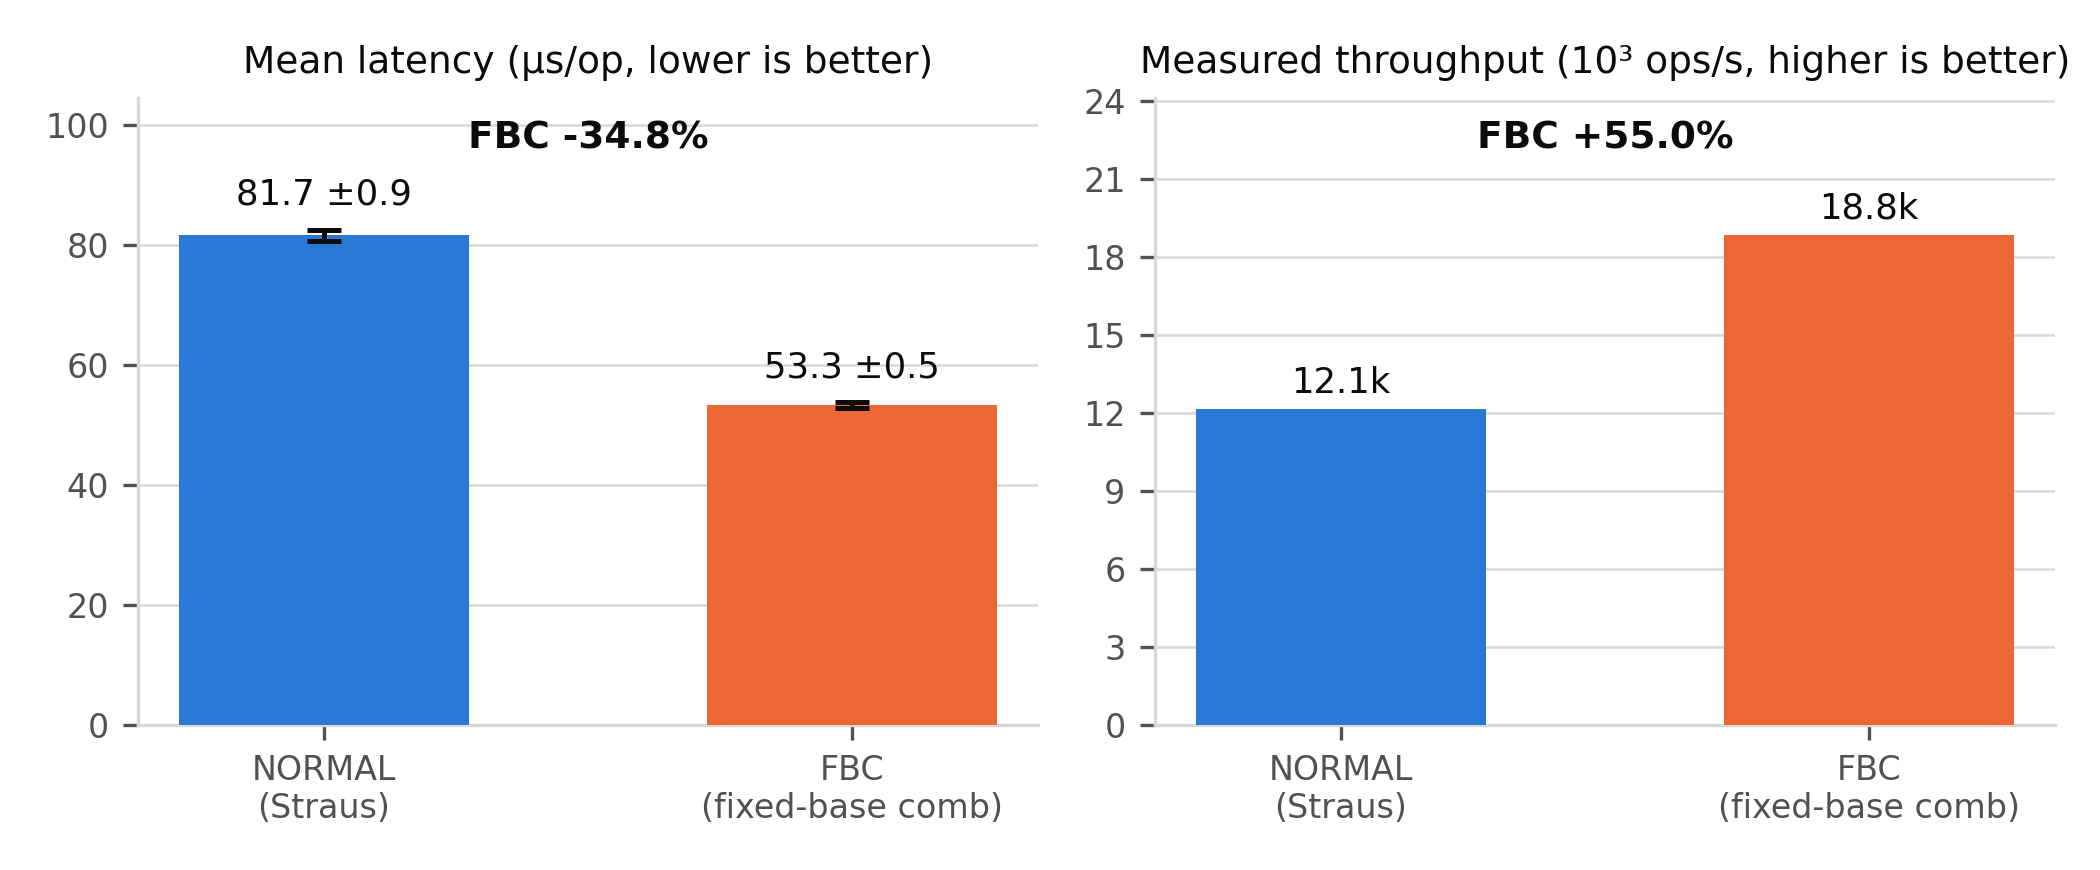 Mean latency (µs/op, lower is better)
100
80
60
40
20
0
FBC -34.8%
81.7 ±0.9
53.3 ±0.5
NORMAL
(Straus)
FBC
(fixed-base comb)
Measured throughput (10³ ops/s, higher is better)
24
21
18
15
12
9
6
3
0
FBC +55.0%
12.1k
18.8k
NORMAL
(Straus)
FBC
(fixed-base comb)